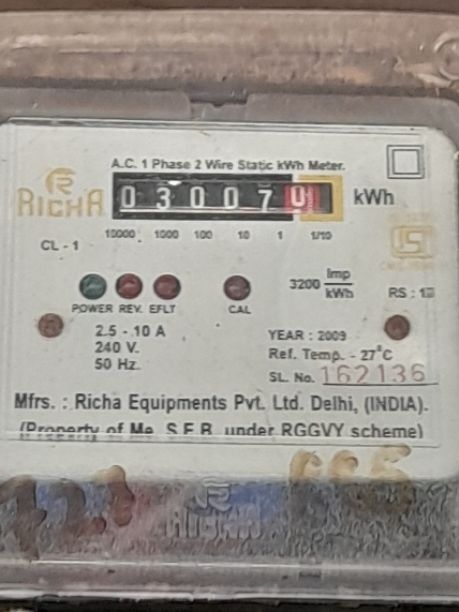 A.C. 1 Phase 2 Wire Static kWh Meter.
RICHA
0 3 0 0 7 0 kWh
10000 1000 100 10 1 1/10
CL - 1
3200 Imp/kWh
RS : 1
POWER REV. EFLT CAL
2.5 - 10 A
240 V.
50 Hz.
YEAR : 2009
Ref. Temp. - 27°C
SL. No. 162136
Mfrs. : Richa Equipments Pvt. Ltd. Delhi, (INDIA).
(Property of S.E.B. under RGGVY scheme)
RICHA